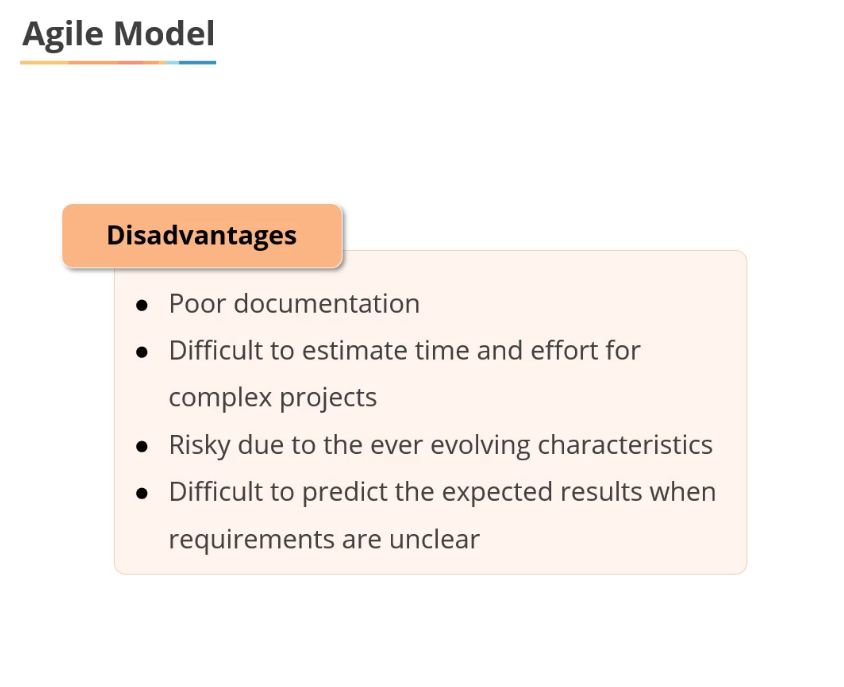 Agile Model
Disadvantages
● Poor documentation
● Difficult to estimate time and effort for
complex projects
● Risky due to the ever evolving characteristics
● Difficult to predict the expected results when
requirements are unclear